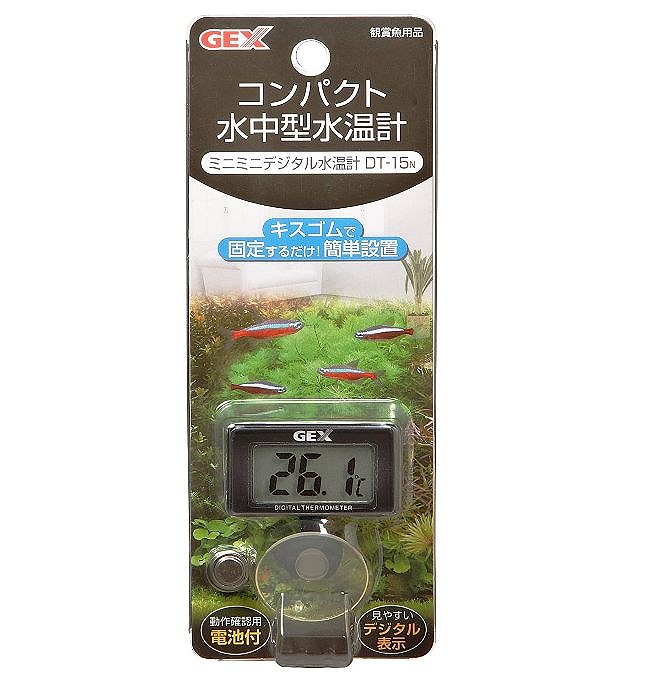 GEX
観賞魚用品
コンパクト
水中型水温計
ミニミニデジタル水温計 DT-15N
キスゴムで
固定するだけ!簡単設置
GEX
26.1℃
DIGITAL THERMOMETER
動作確認用
電池付
見やすい
デジタル
表示